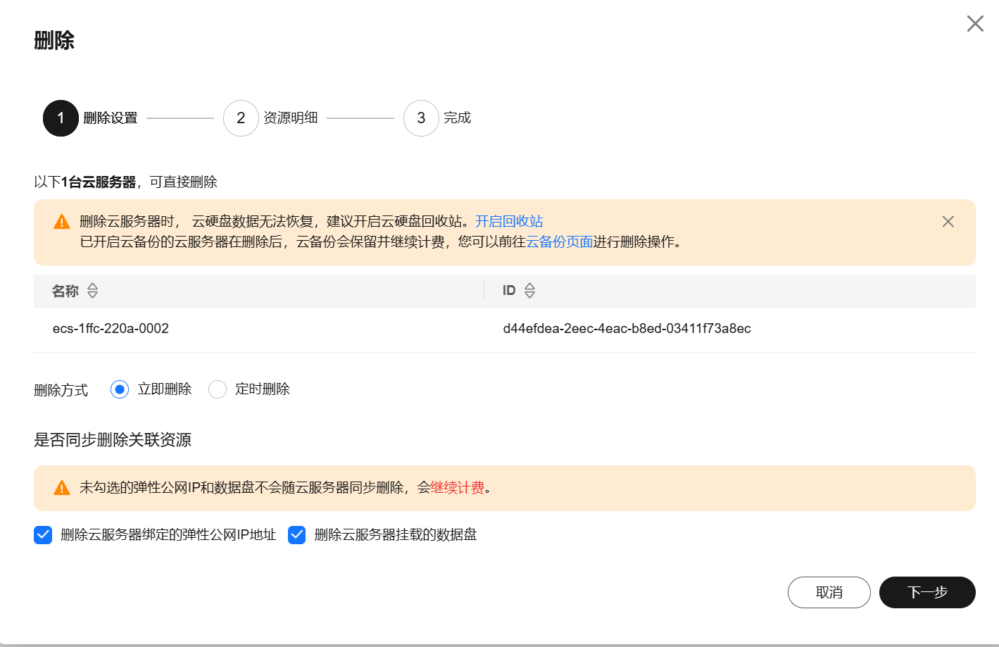 删除
1 删除设置 2 资源明细 3 完成
以下1台云服务器，可直接删除
删除云服务器时， 云硬盘数据无法恢复，建议开启云硬盘回收站。开启回收站
已开启云备份的云服务器在删除后，云备份会保留并继续计费，您可以前往云备份页面进行删除操作。
名称 ID
ecs-1ffc-220a-0002 d44efdea-2eec-4eac-b8ed-03411f73a8ec
删除方式 立即删除 定时删除
是否同步删除关联资源
未勾选的弹性公网IP和数据盘不会随云服务器同步删除，会继续计费。
删除云服务器绑定的弹性公网IP地址 删除云服务器挂载的数据盘
取消 下一步